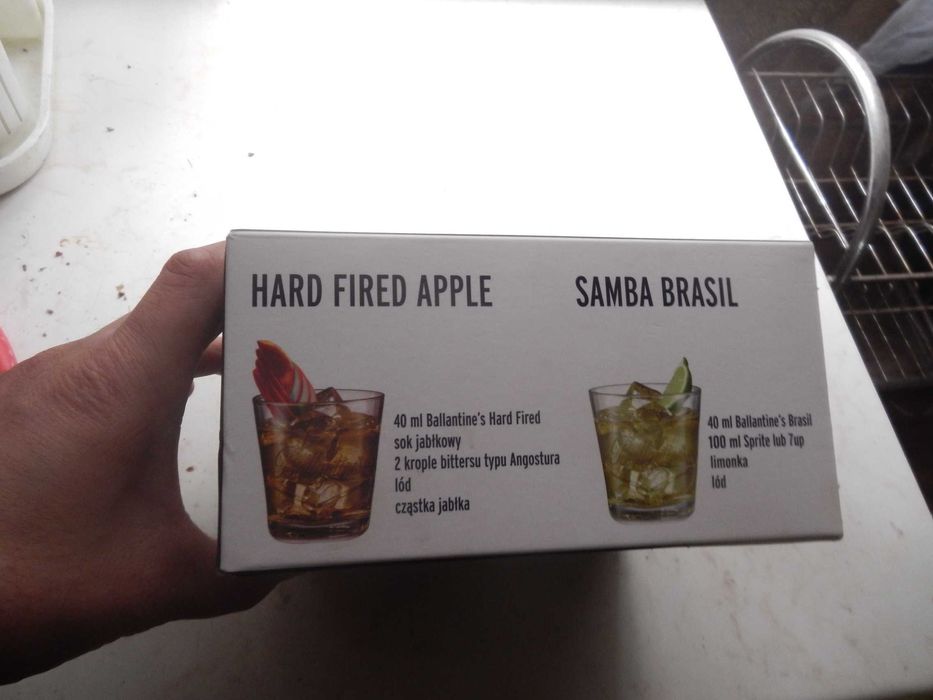 HARD FIRED APPLE
40 ml Ballantine's Hard Fired
sok jabłkowy
2 krople bittersu typu Angostura
lód
cząstka jabłka
SAMBA BRASIL
40 ml Ballantine's Brasil
100 ml Sprite lub 7up
limonka
lód